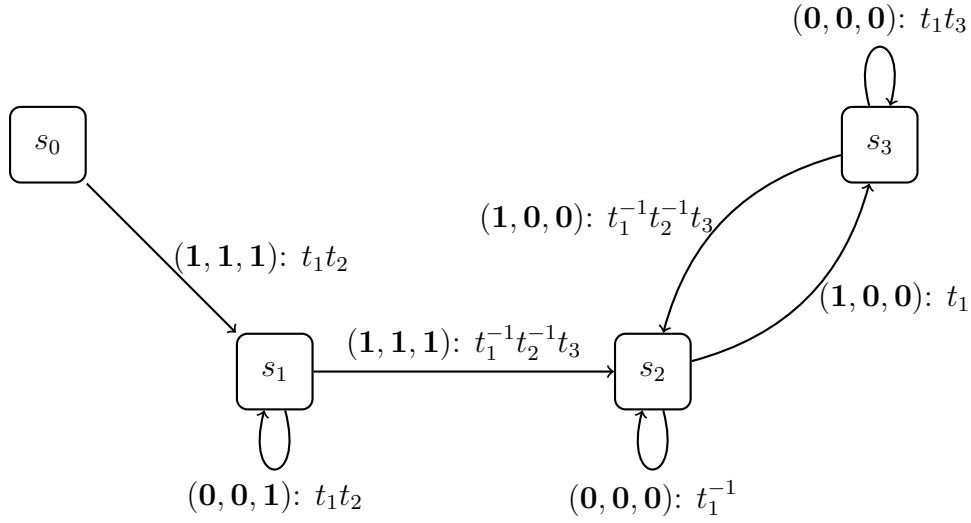 (0, 0, 0): t₁t₃
s₀
s₃
(1, 0, 0): t₁⁻¹t₂⁻¹t₃
(1, 1, 1): t₁t₂
(1, 0, 0): t₁
(1, 1, 1): t₁⁻¹t₂⁻¹t₃
s₁
s₂
(0, 0, 1): t₁t₂
(0, 0, 0): t₁⁻¹